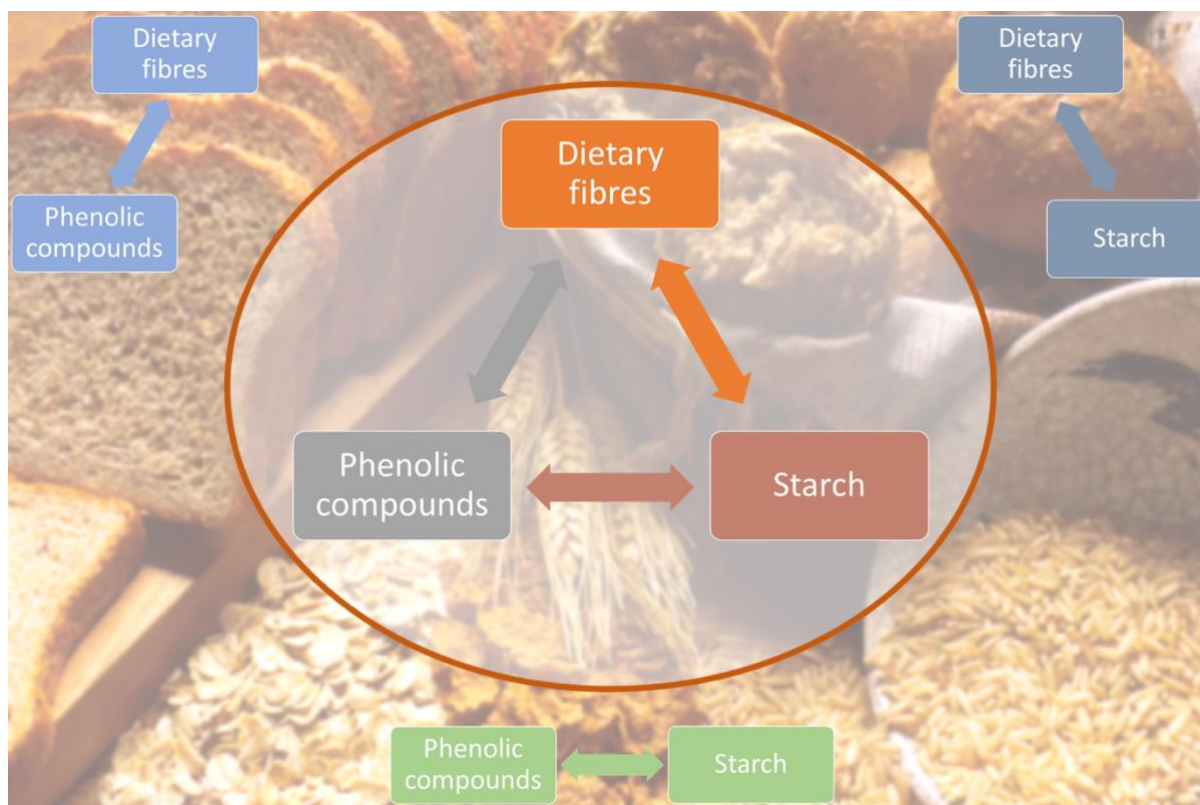 Dietary
fibres
Phenolic
compounds
Dietary
fibres
Starch
Dietary
fibres
Phenolic
compounds
Starch
Phenolic
compounds
Starch